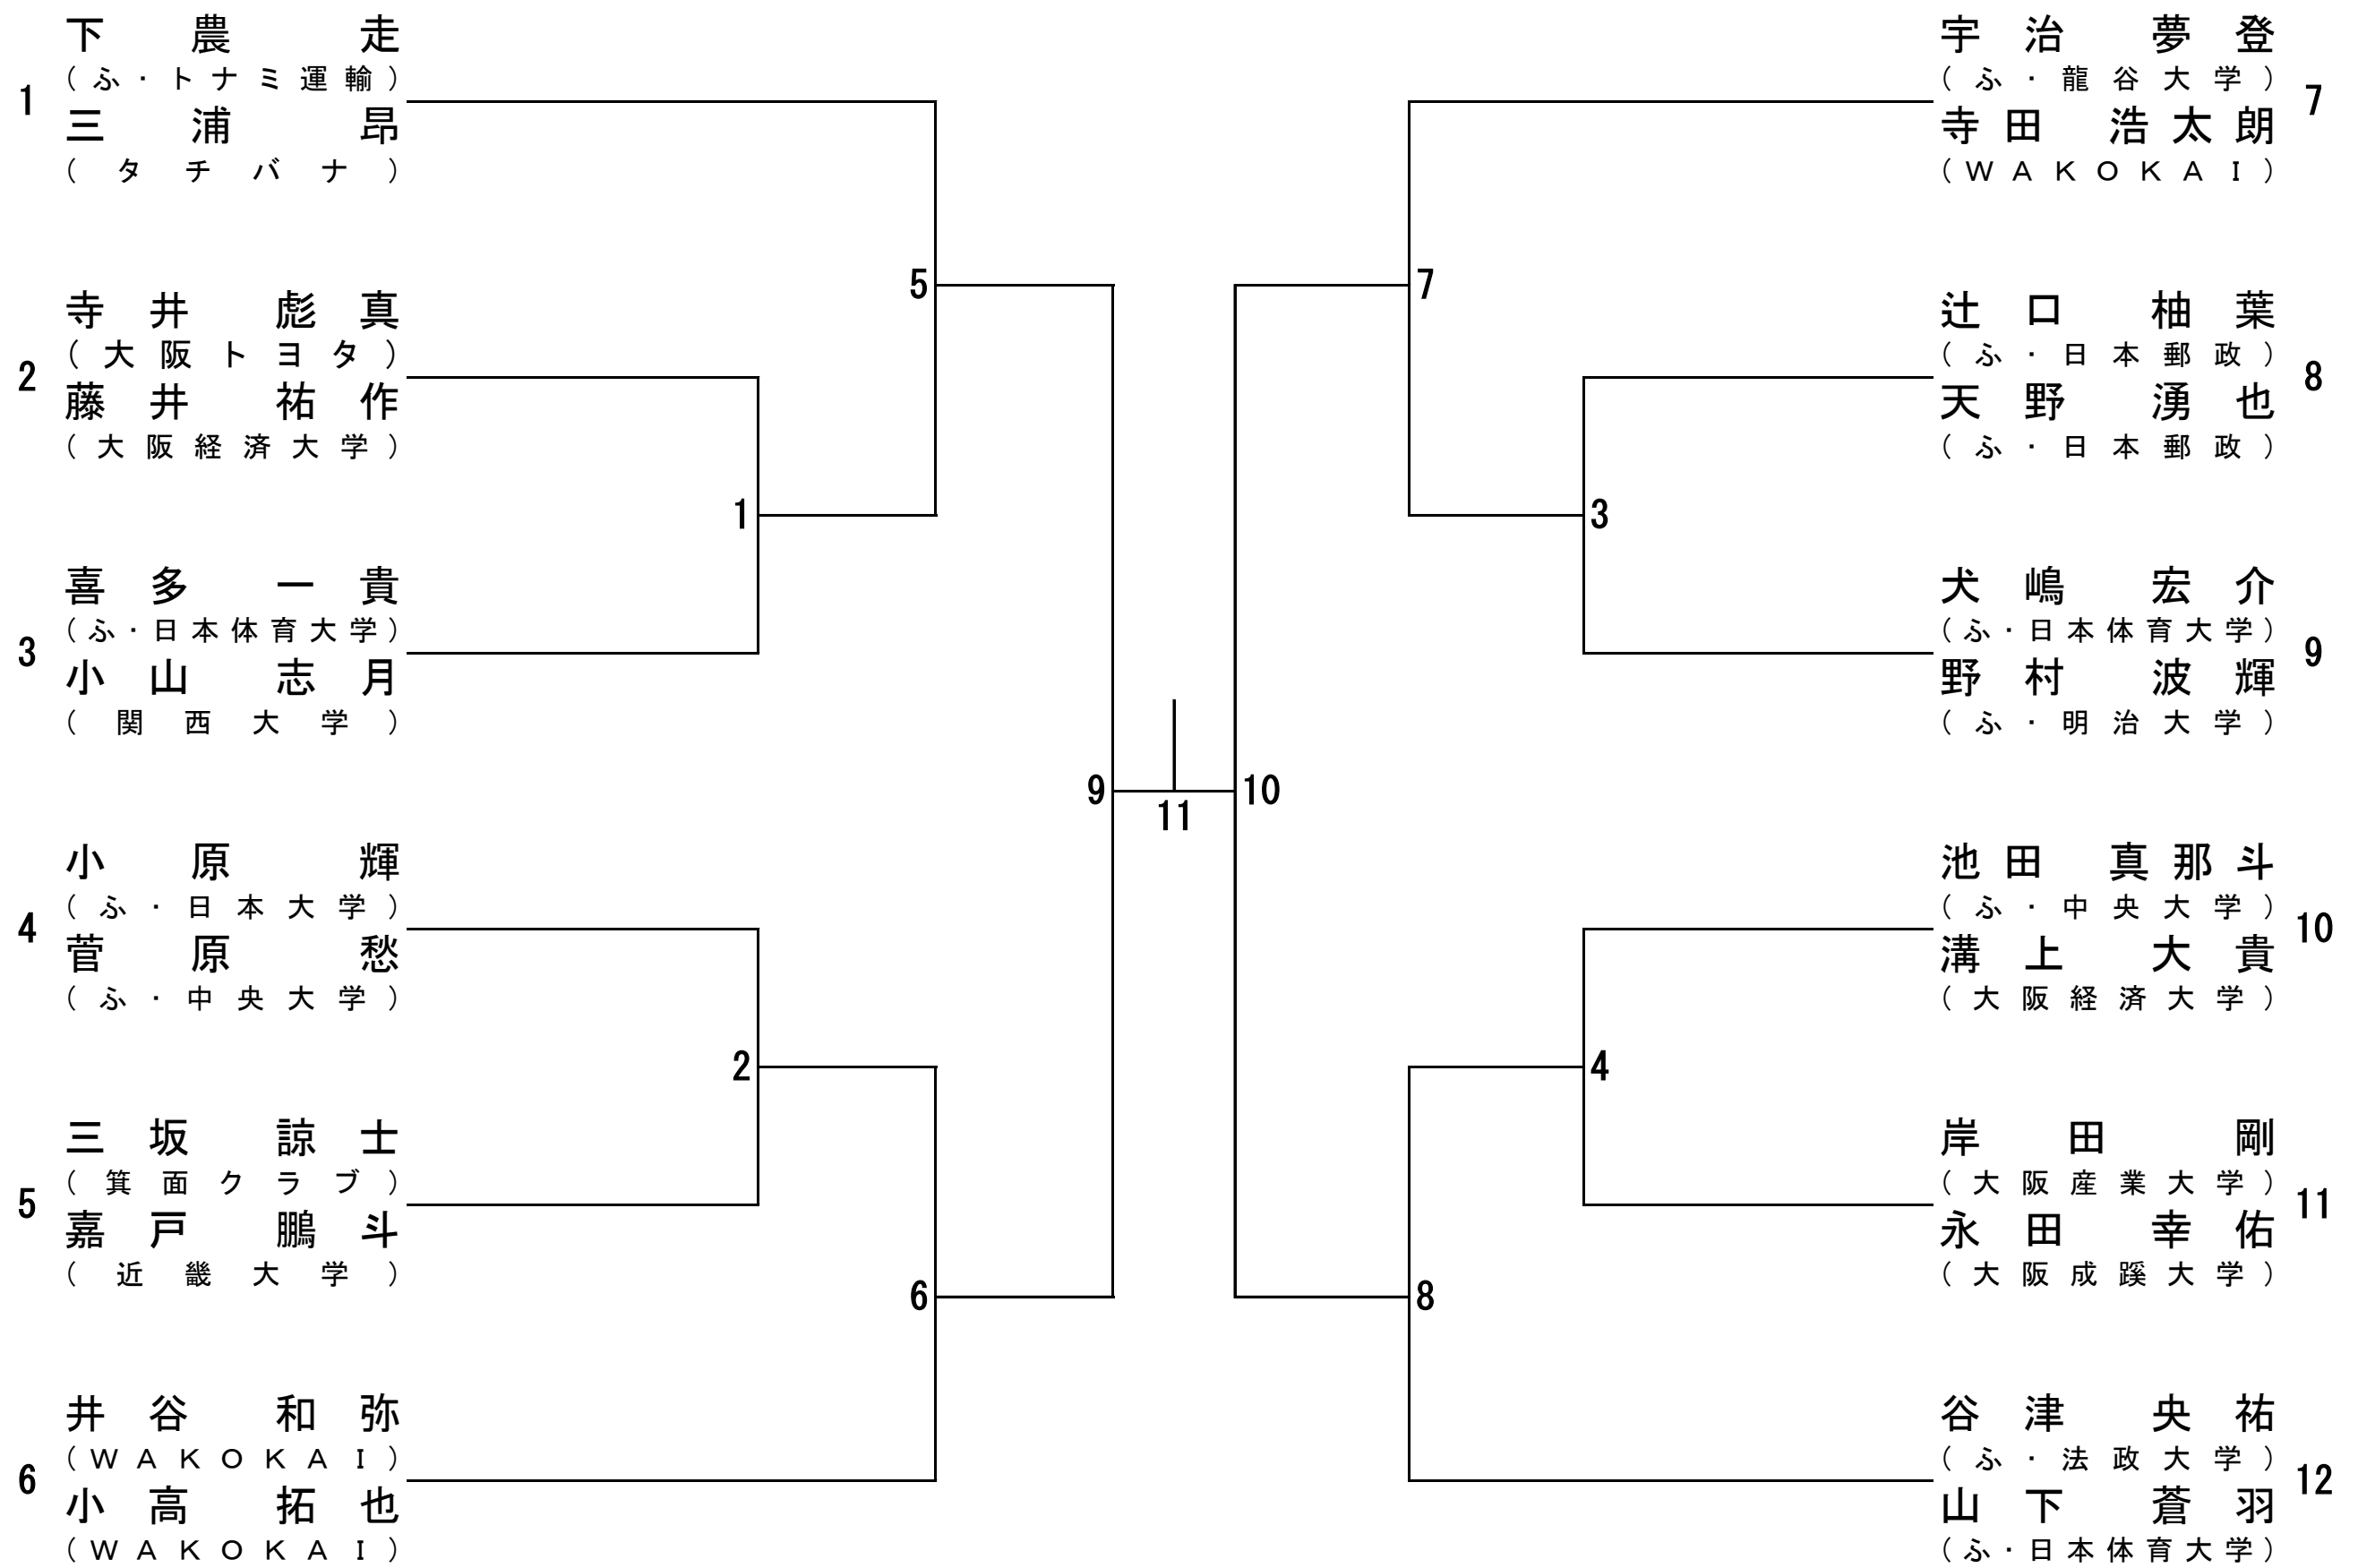 1
下農 走
(ふ・トナミ運輸)
三浦 昂
(タチバナ)
2
寺井 彪真
(大阪トヨタ)
藤井 祐作
(大阪経済大学)
3
喜多 一貴
(ふ・日本体育大学)
小山 志月
(関西大学)
4
小原 輝
(ふ・日本大学)
菅原 愁
(ふ・中央大学)
5
三坂 諒士
(箕面クラブ)
嘉戸 鵬斗
(近畿大学)
6
井谷 和弥
(WAKOKAI)
小高 拓也
(WAKOKAI)
5
1
2
6
9
11
10
7
3
4
8
宇治 夢登
(ふ・龍谷大学)
寺田 浩太朗
(WAKOKAI)
7
辻口 柚葉
(ふ・日本郵政)
天野 湧也
(ふ・日本郵政)
8
犬嶋 宏介
(ふ・日本体育大学)
野村 波輝
(ふ・明治大学)
9
池田 真那斗
(ふ・中央大学)
溝上 大貴
(大阪経済大学)
10
岸田 剛
(大阪産業大学)
永田 幸佑
(大阪成蹊大学)
11
谷津 央祐
(ふ・法政大学)
山下 蒼羽
(ふ・日本体育大学)
12